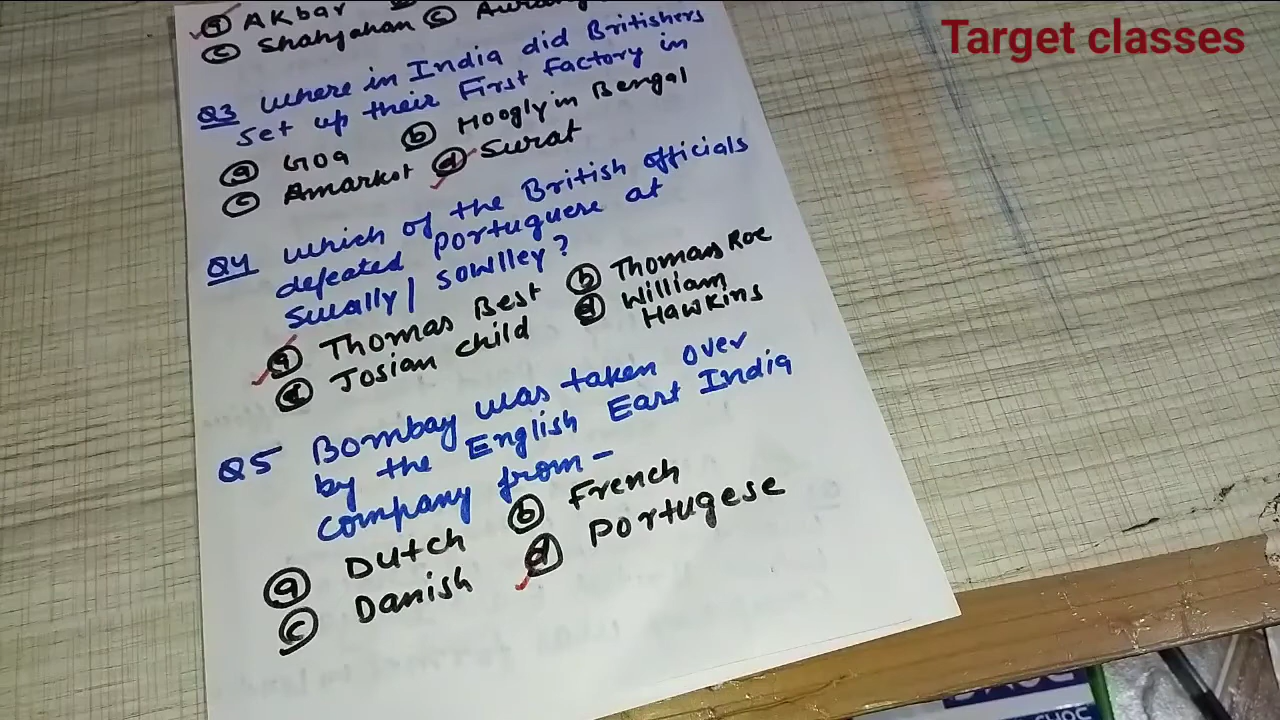 Target classes
ⓐ Akbar
ⓒ Shahjahan ⓒ
Q3 Where in India did Britishers
set up their First factory in
ⓐ Goa ⓑ Hoogly in Bengal
ⓒ Amarkot ⓓ Surat
Q4 Which of the British officials
defeated Portuguere at
Swally / Sowlley ?
ⓐ Thomas Best ⓑ Thomas Roe
ⓒ Josian child ⓓ William
Hawkins
Q5 Bombay was taken over
by the English East India
Company from -
ⓐ Dutch ⓑ French
ⓒ Danish ⓓ Portugese